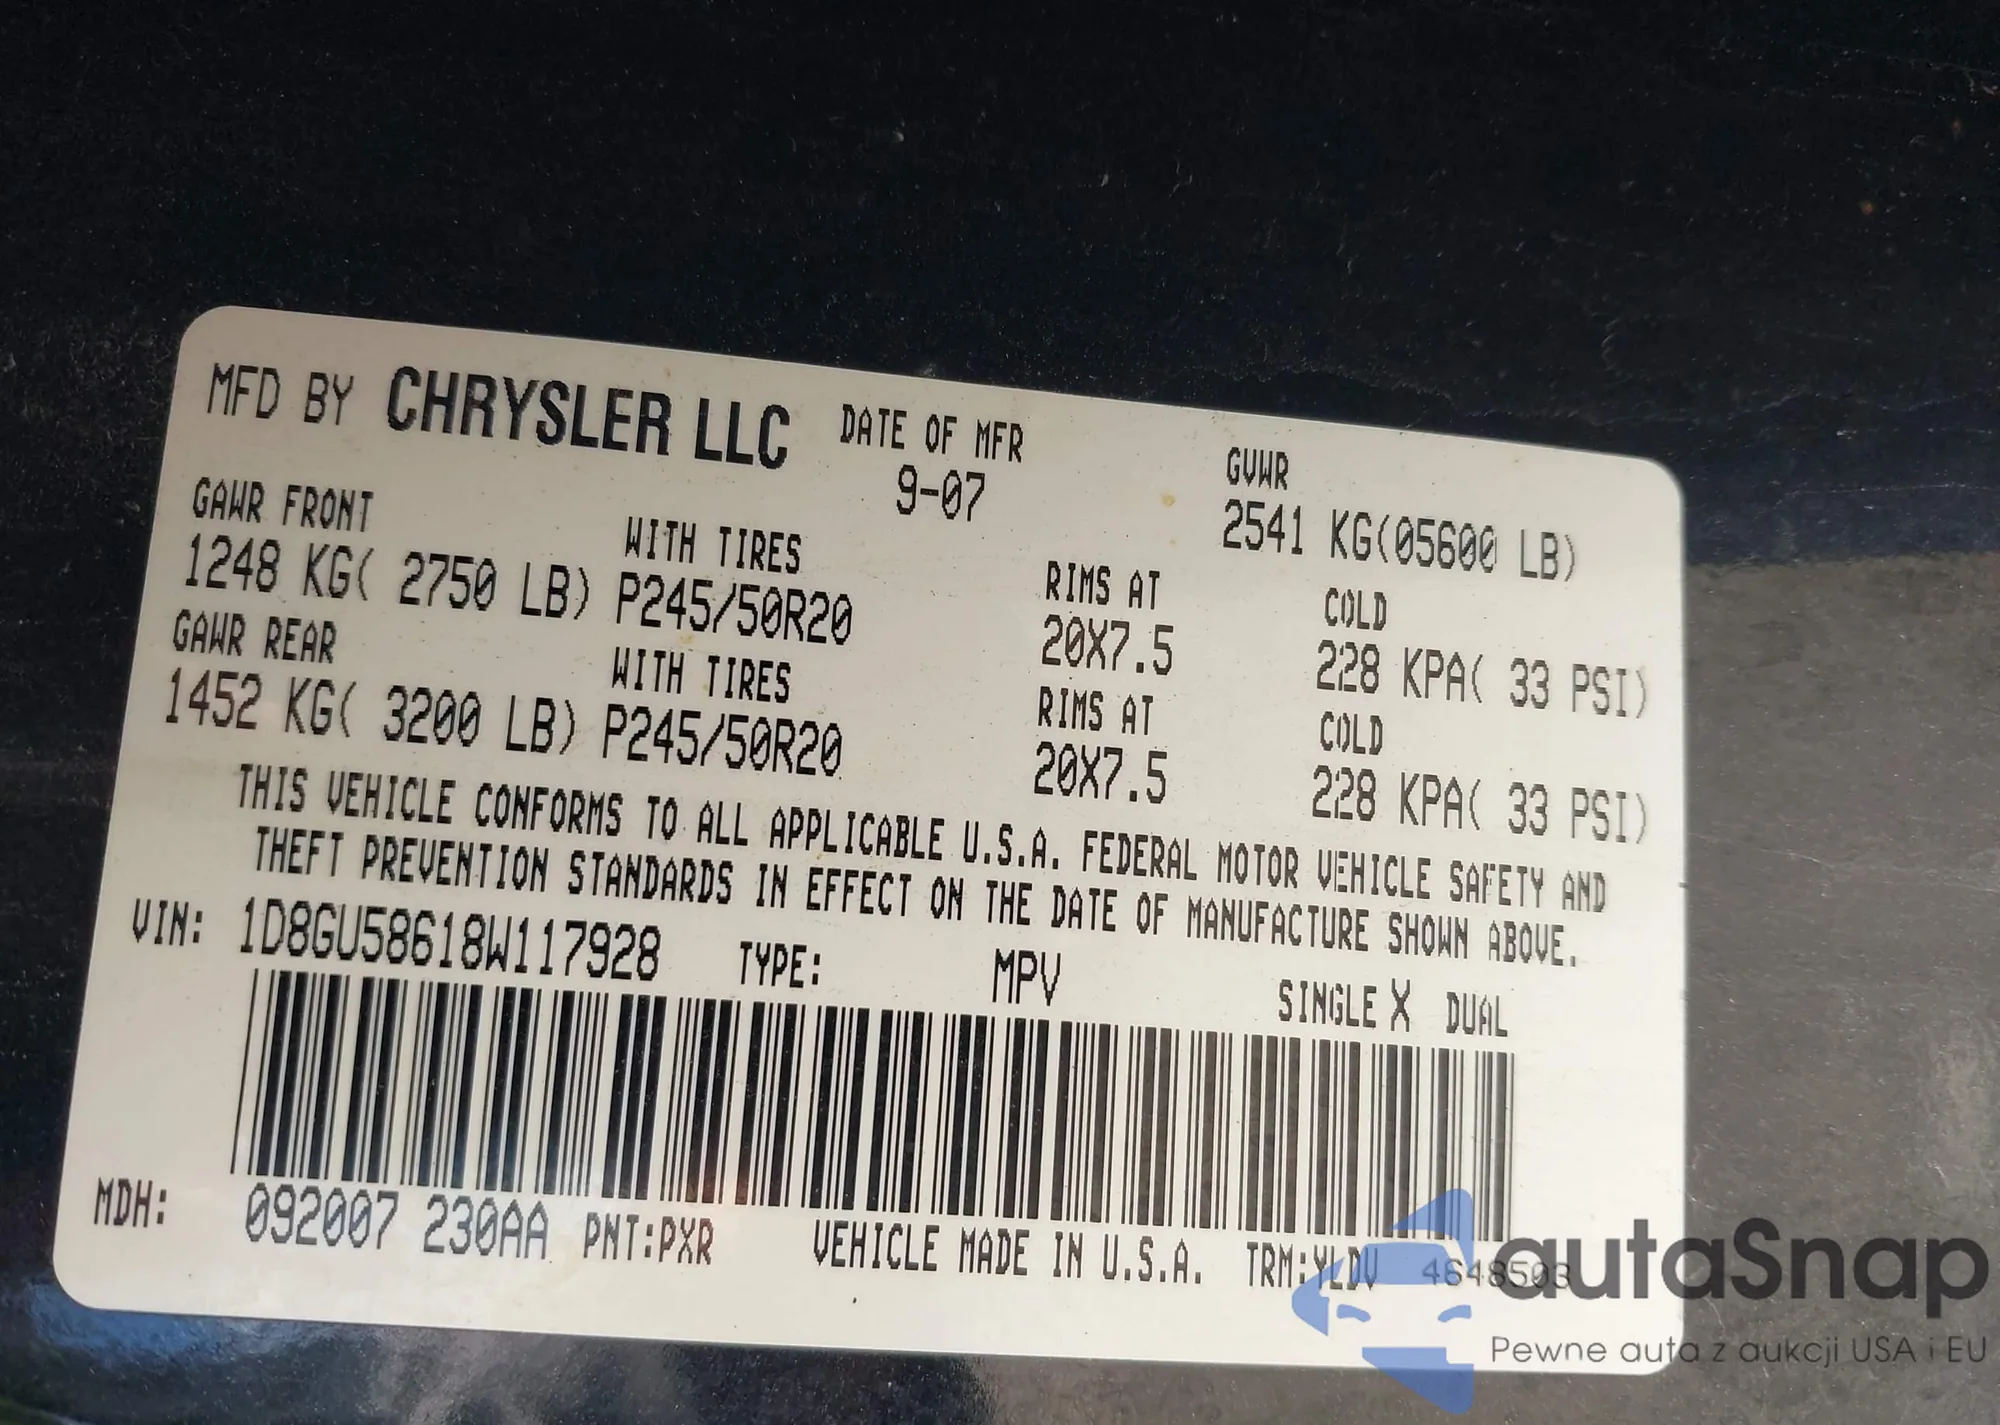 MFD BY CHRYSLER LLC DATE OF MFR GVWR
9-07 2541 KG(05600 LB)
GAWR FRONT WITH TIRES RIMS AT COLD
1248 KG( 2750 LB) P245/50R20 20X7.5 228 KPA( 33 PSI)
GAWR REAR WITH TIRES RIMS AT COLD
1452 KG( 3200 LB) P245/50R20 20X7.5 228 KPA( 33 PSI)
THIS VEHICLE CONFORMS TO ALL APPLICABLE U.S.A. FEDERAL MOTOR VEHICLE SAFETY AND
THEFT PREVENTION STANDARDS IN EFFECT ON THE DATE OF MANUFACTURE SHOWN ABOVE.
VIN: 1D8GU58618W117928 TYPE: MPV SINGLE X DUAL
MDH: 092007 230AA PNT:PXR VEHICLE MADE IN U.S.A. TRM:YLDV 4648503
autaSnap
Pewne auta z aukcji USA i EU